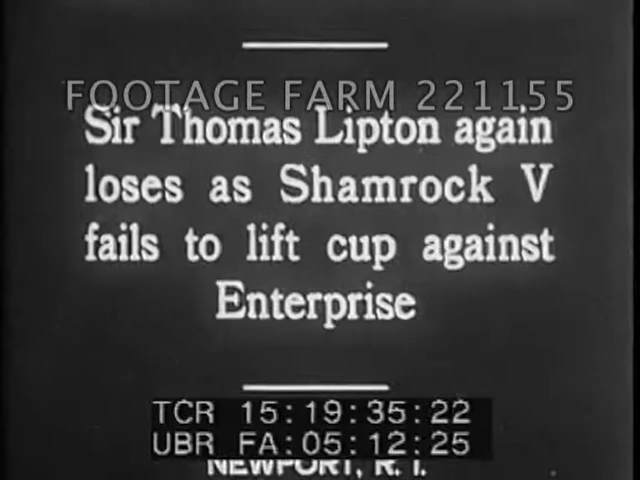 FOOTAGE FARM 221155
Sir Thomas Lipton again
loses as Shamrock V
fails to lift cup against
Enterprise
TCR 15:19:35:22
UBR FA:05:12:25
NEWPORT, R. I.